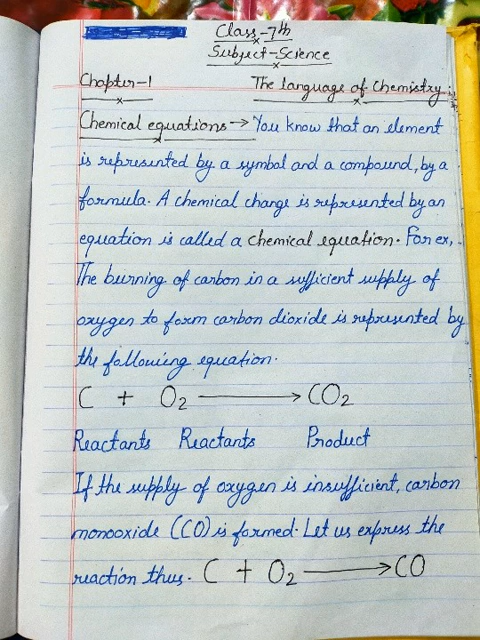 Class-7th
Subject-Science
Chapter-1 The language of Chemistry:
Chemical equations → You know that an element
is represented by a symbol and a compound, by a
formula. A chemical change is represented by an
equation is called a chemical equation. For ex,
The burning of carbon in a sufficient supply of
oxygen to form carbon dioxide is represented by
the following equation.
C + O₂ ⟶ CO₂
Reactants Reactants Product
If the supply of oxygen is insufficient, carbon
monooxide (CO) is formed. Let us express the
reaction thus. C + O₂ ⟶ CO